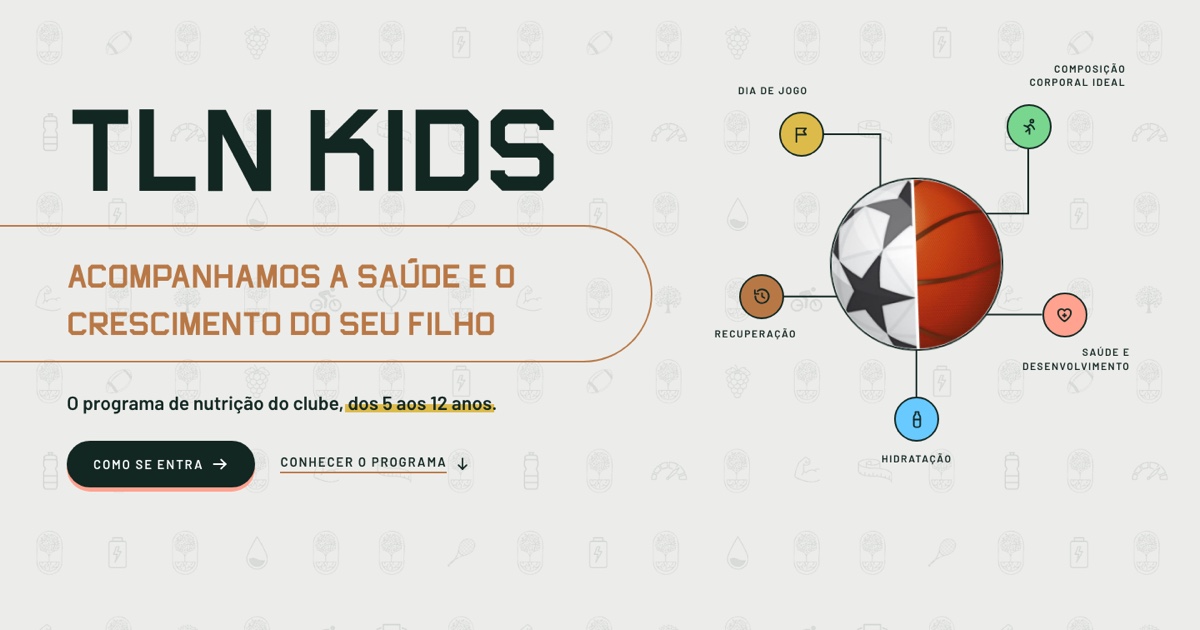 TLN KIDS
ACOMPANHAMOS A SAÚDE E O
CRESCIMENTO DO SEU FILHO
O programa de nutrição do clube, dos 5 aos 12 anos.
COMO SE ENTRA
CONHECER O PROGRAMA
DIA DE JOGO
COMPOSIÇÃO
CORPORAL IDEAL
RECUPERAÇÃO
SAÚDE E
DESENVOLVIMENTO
HIDRATAÇÃO